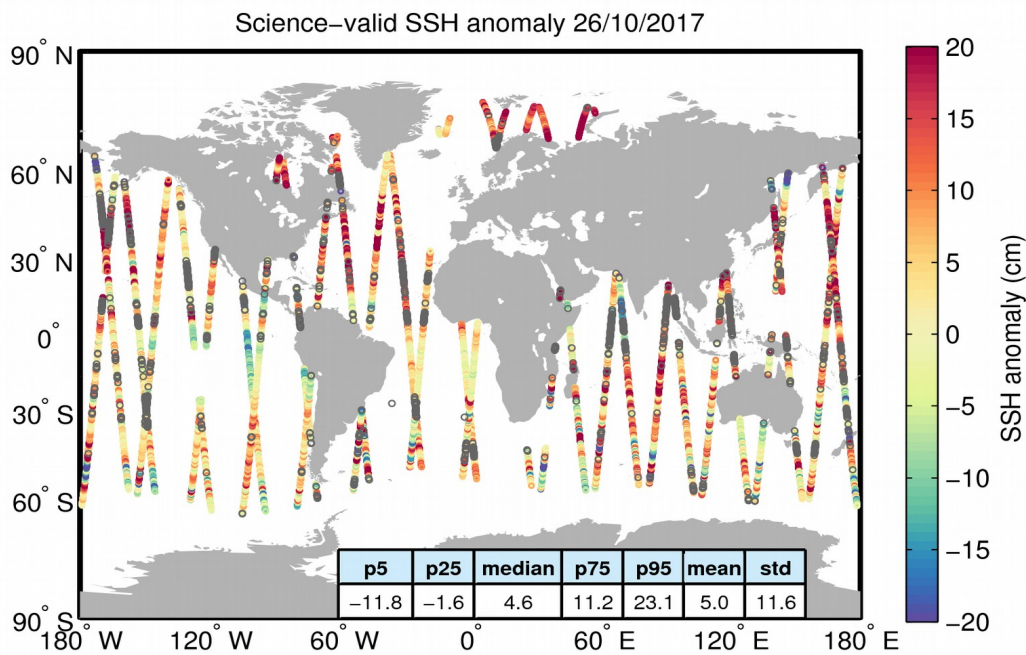 Science−valid SSH anomaly 26/10/2017
90° N
60° N
30° N
0°
30° S
60° S
90° S
180° W
120° W
60° W
0°
60° E
120° E
180° E
p5 p25 median p75 p95 mean std
−11.8 −1.6 4.6 11.2 23.1 5.0 11.6
20
15
10
5
0
−5
−10
−15
−20
SSH anomaly (cm)